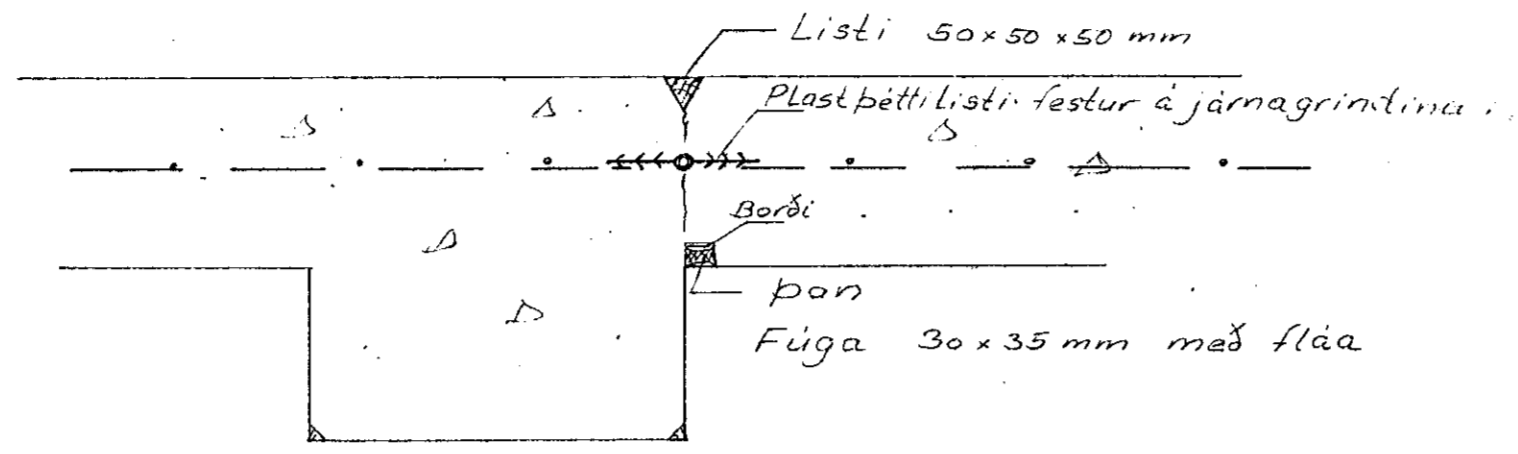 Listi 50x50x50 mm
Plastþéttilisti festur á járnagrindina.
Borði
þan
Fúga 30x35 mm með fláa